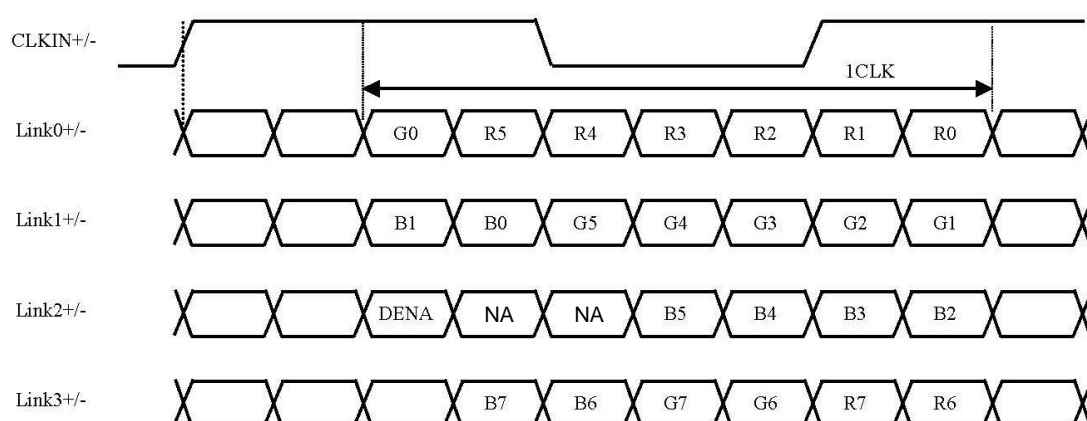 CLKIN+/-
1CLK
Link0+/- G0 R5 R4 R3 R2 R1 R0
Link1+/- B1 B0 G5 G4 G3 G2 G1
Link2+/- DENA NA NA B5 B4 B3 B2
Link3+/- B7 B6 G7 G6 R7 R6